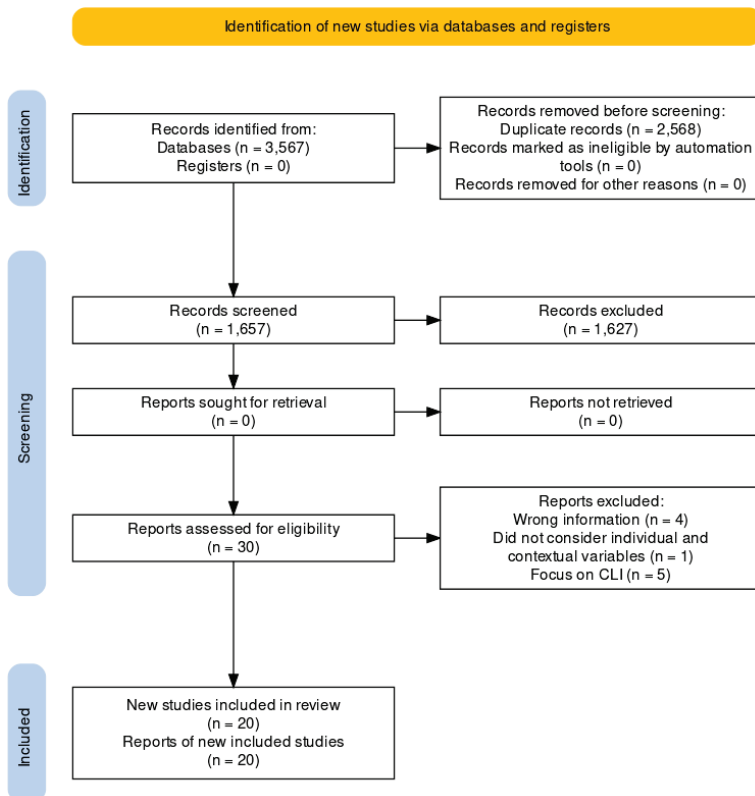 Identification of new studies via databases and registers
Identification
Records identified from:
Databases (n = 3,567)
Registers (n = 0)
Records removed before screening:
Duplicate records (n = 2,568)
Records marked as ineligible by automation
tools (n = 0)
Records removed for other reasons (n = 0)
Screening
Records screened
(n = 1,657)
Records excluded
(n = 1,627)
Reports sought for retrieval
(n = 0)
Reports not retrieved
(n = 0)
Reports assessed for eligibility
(n = 30)
Reports excluded:
Wrong information (n = 4)
Did not consider individual and
contextual variables (n = 1)
Focus on CLI (n = 5)
Included
New studies included in review
(n = 20)
Reports of new included studies
(n = 20)